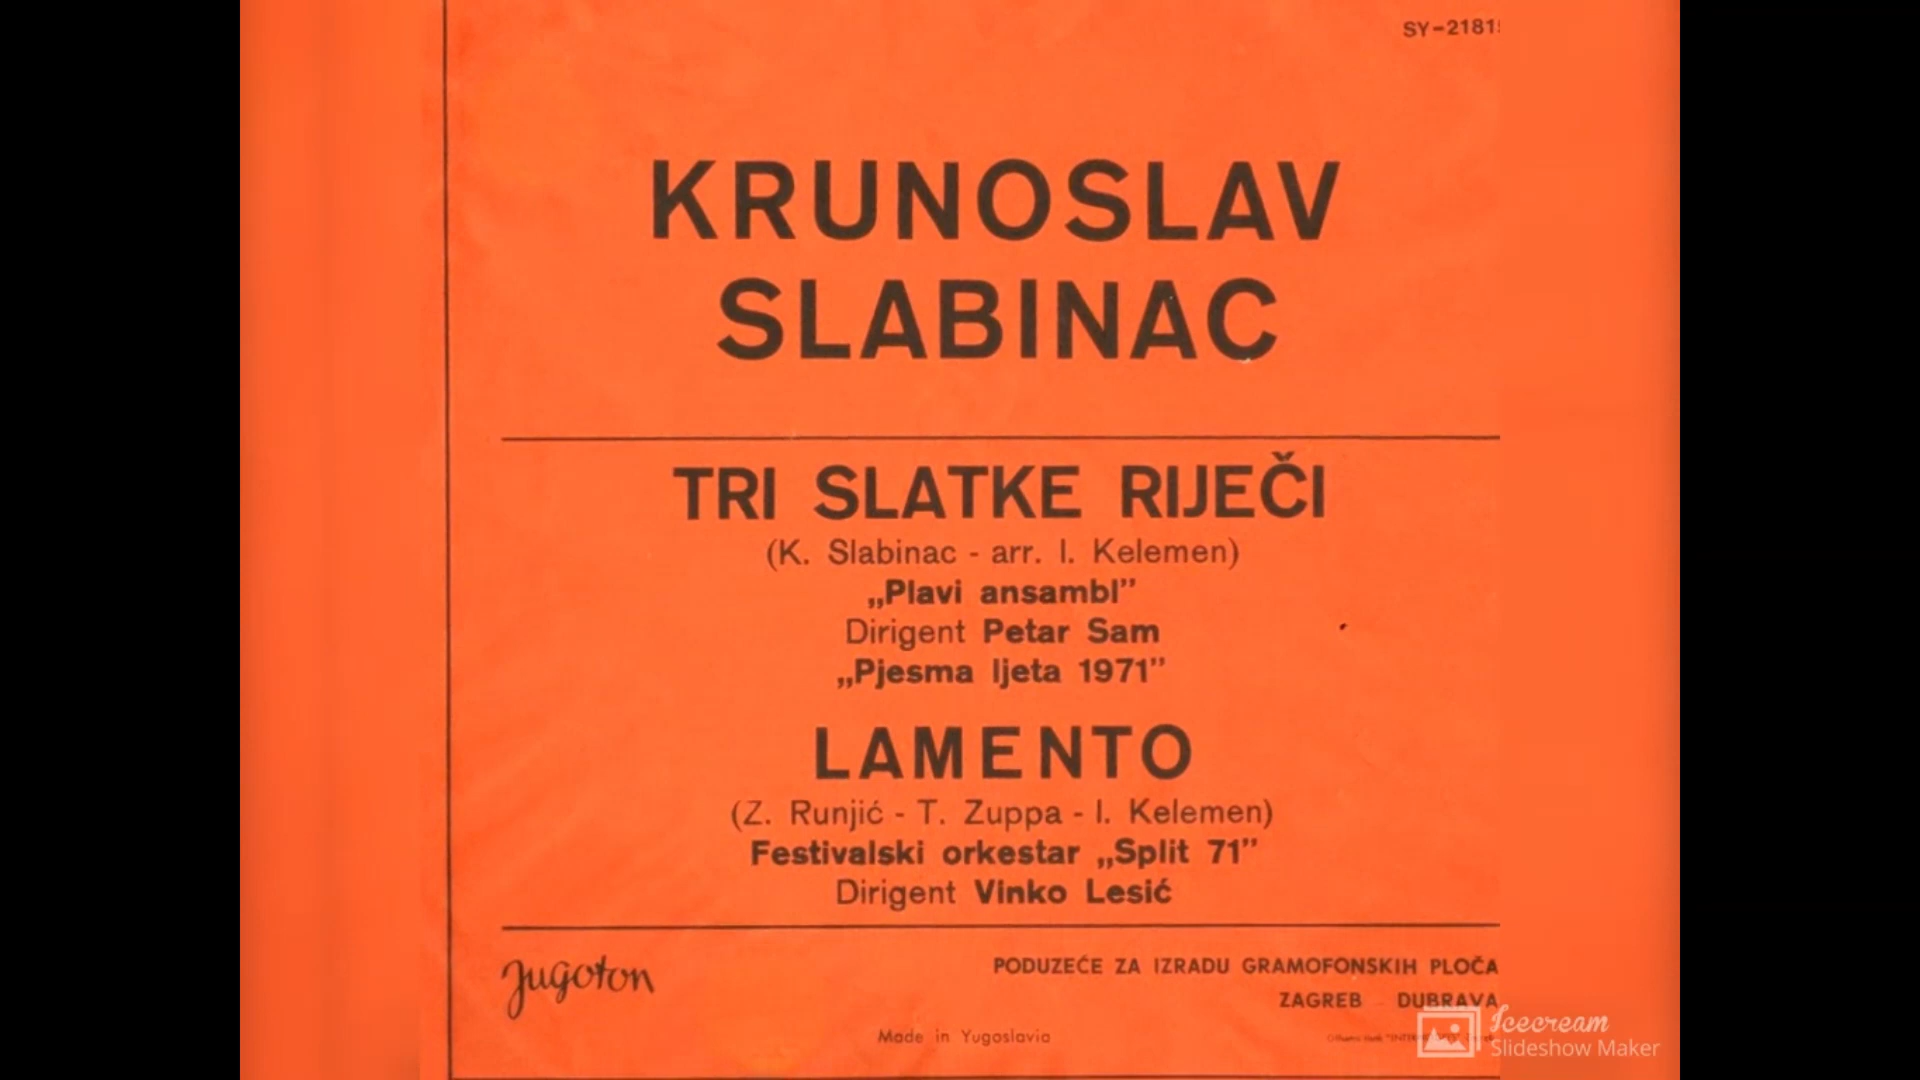 KRUNOSLAV
SLABINAC
TRI SLATKE RIJEČI
(K. Slabinac - arr. I. Kelemen)
„Plavi ansambl”
Dirigent Petar Sam
„Pjesma ljeta 1971”
LAMENTO
(Z. Runjić - T. Zuppa - I. Kelemen)
Festivalski orkestar „Split 71”
Dirigent Vinko Lesić
Jugoton
PODUZEĆE ZA IZRADU GRAMOFONSKIH PLOČA
ZAGREB DUBRAVA
Made in Yugoslavia
Icecream
Slideshow Maker